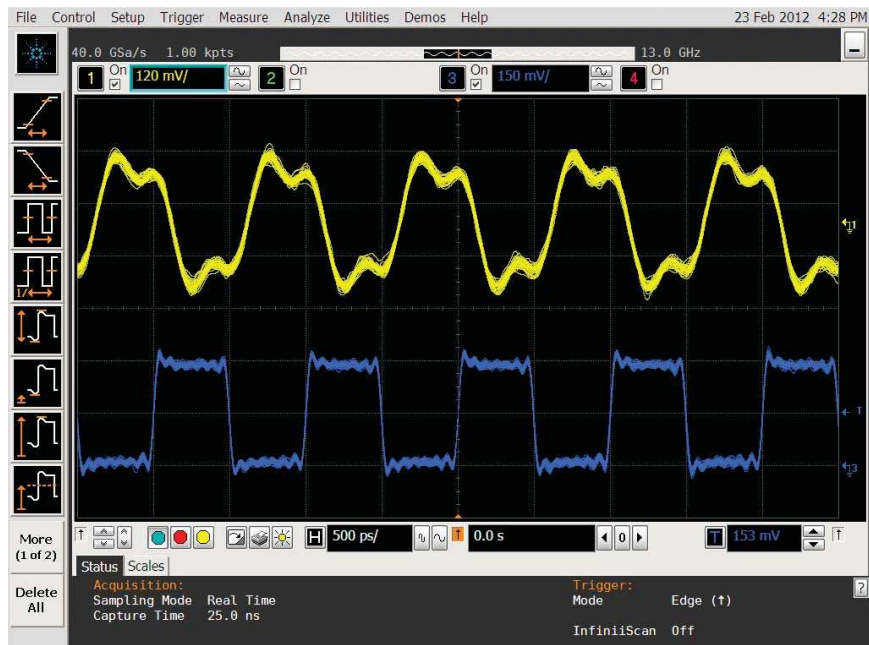 File Control Setup Trigger Measure Analyze Utilities Demos Help 23 Feb 2012 4:28 PM
40.0 GSa/s 1.00 kpts 13.0 GHz
1 On 120 mV/ 2 On 3 On 150 mV/ 4 On
1
T
3
1/
More
(1 of 2)
Delete
All
H 500 ps/ 0.0 s 0 T 153 mV
Status Scales
Acquisition: Trigger: ?
Sampling Mode Real Time Mode Edge (↑)
Capture Time 25.0 ns
InfiniiScan Off